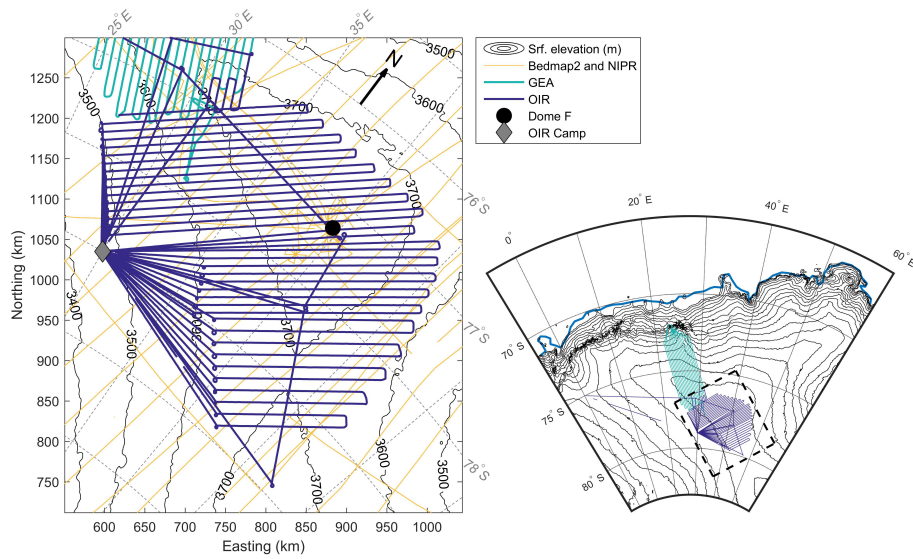 25°E
30°E
35°E
1250
1200
1150
1100
1050
1000
950
900
850
800
750
Northing (km)
600
650
700
750
800
850
900
950
1000
Easting (km)
3500
3600
3700
3700
3500
3600
3500
N
3700
3400
3500
3700
3600
3700
3700
3600
3500
76°S
77°S
78°S
Srf. elevation (m)
Bedmap2 and NIPR
GEA
OIR
Dome F
OIR Camp
0°
20°E
40°E
60°E
70°S
75°S
80°S